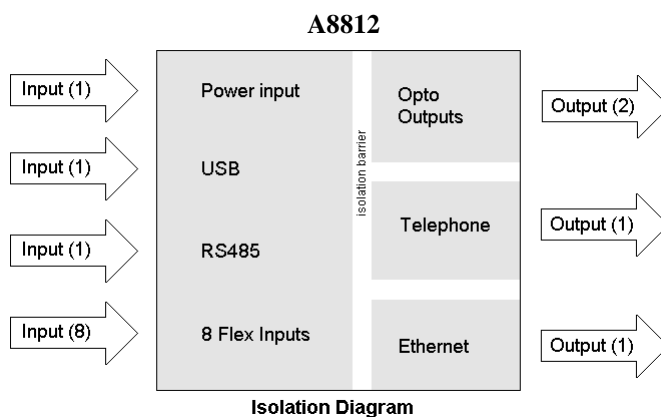 A8812
Input (1)
Power input
Input (1)
USB
Input (1)
RS485
Input (8)
8 Flex Inputs
isolation barrier
Opto
Outputs
Output (2)
Telephone
Output (1)
Ethernet
Output (1)
Isolation Diagram